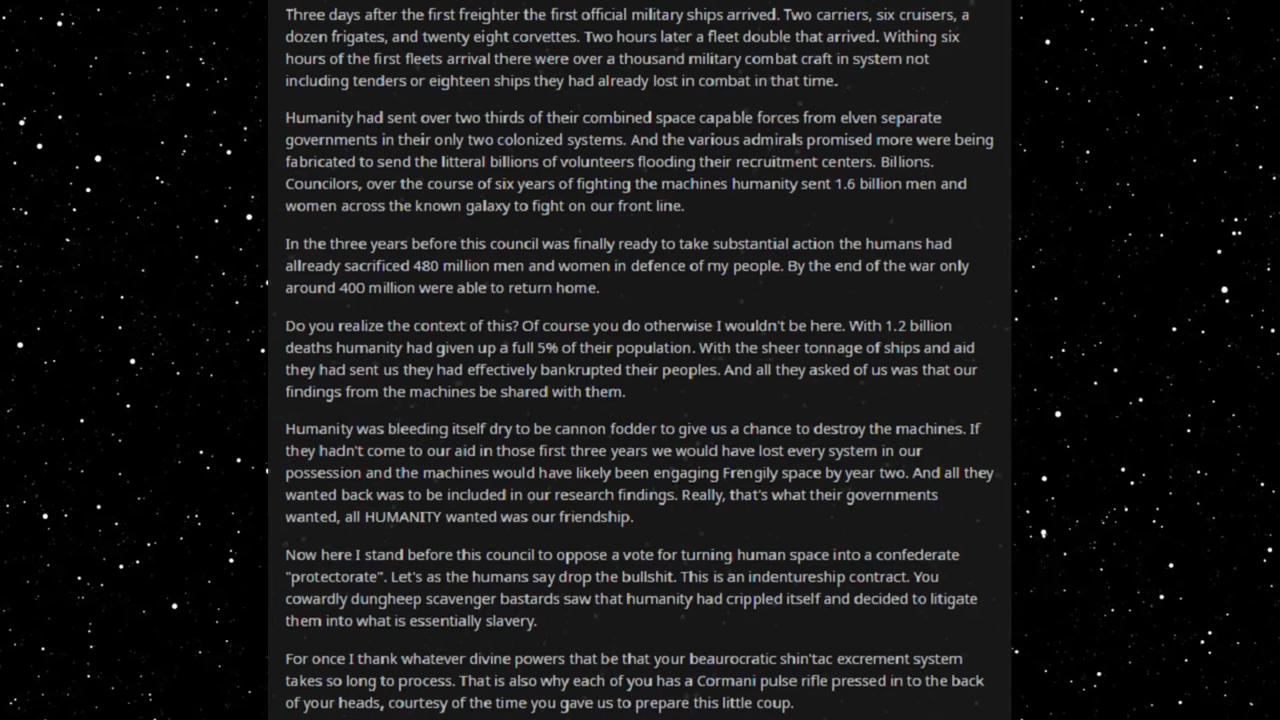 Three days after the first freighter the first official military ships arrived. Two carriers, six cruisers, a
dozen frigates, and twenty eight corvettes. Two hours later a fleet double that arrived. Withing six
hours of the first fleets arrival there were over a thousand military combat craft in system not
including tenders or eighteen ships they had already lost in combat in that time.
Humanity had sent over two thirds of their combined space capable forces from elven separate
governments in their only two colonized systems. And the various admirals promised more were being
fabricated to send the litteral billions of volunteers flooding their recruitment centers. Billions.
Councilors, over the course of six years of fighting the machines humanity sent 1.6 billion men and
women across the known galaxy to fight on our front line.
In the three years before this council was finally ready to take substantial action the humans had
allready sacrificed 480 million men and women in defence of my people. By the end of the war only
around 400 million were able to return home.
Do you realize the context of this? Of course you do otherwise I wouldn't be here. With 1.2 billion
deaths humanity had given up a full 5% of their population. With the sheer tonnage of ships and aid
they had sent us they had effectively bankrupted their peoples. And all they asked of us was that our
findings from the machines be shared with them.
Humanity was bleeding itself dry to be cannon fodder to give us a chance to destroy the machines. If
they hadn't come to our aid in those first three years we would have lost every system in our
possession and the machines would have likely been engaging Frengily space by year two. And all they
wanted back was to be included in our research findings. Really, that's what their governments
wanted, all HUMANITY wanted was our friendship.
Now here I stand before this council to oppose a vote for turning human space into a confederate
"protectorate". Let's as the humans say drop the bullshit. This is an indentureship contract. You
cowardly dungheep scavenger bastards saw that humanity had crippled itself and decided to litigate
them into what is essentially slavery.
For once I thank whatever divine powers that be that your beaurocratic shin'tac excrement system
takes so long to process. That is also why each of you has a Cormani pulse rifle pressed in to the back
of your heads, courtesy of the time you gave us to prepare this little coup.